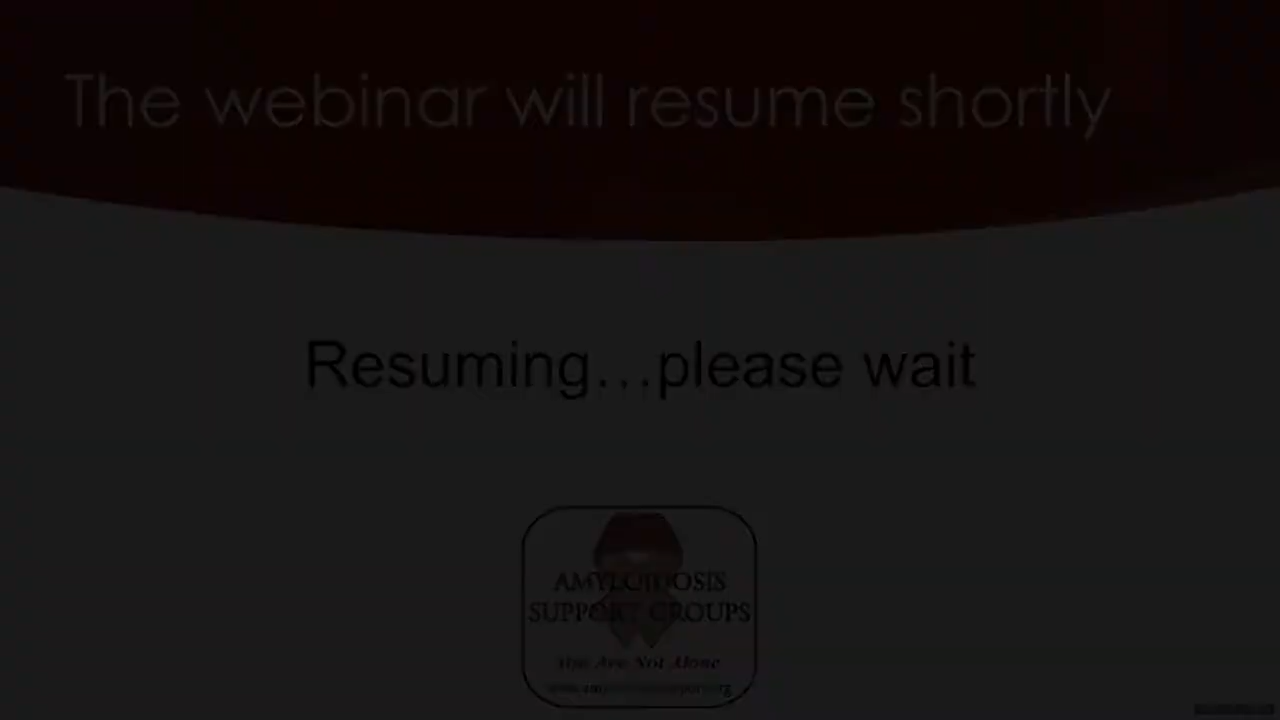 The webinar will resume shortly
Resuming...please wait
AMYLOIDOSIS
SUPPORT GROUPS
You Are Not Alone